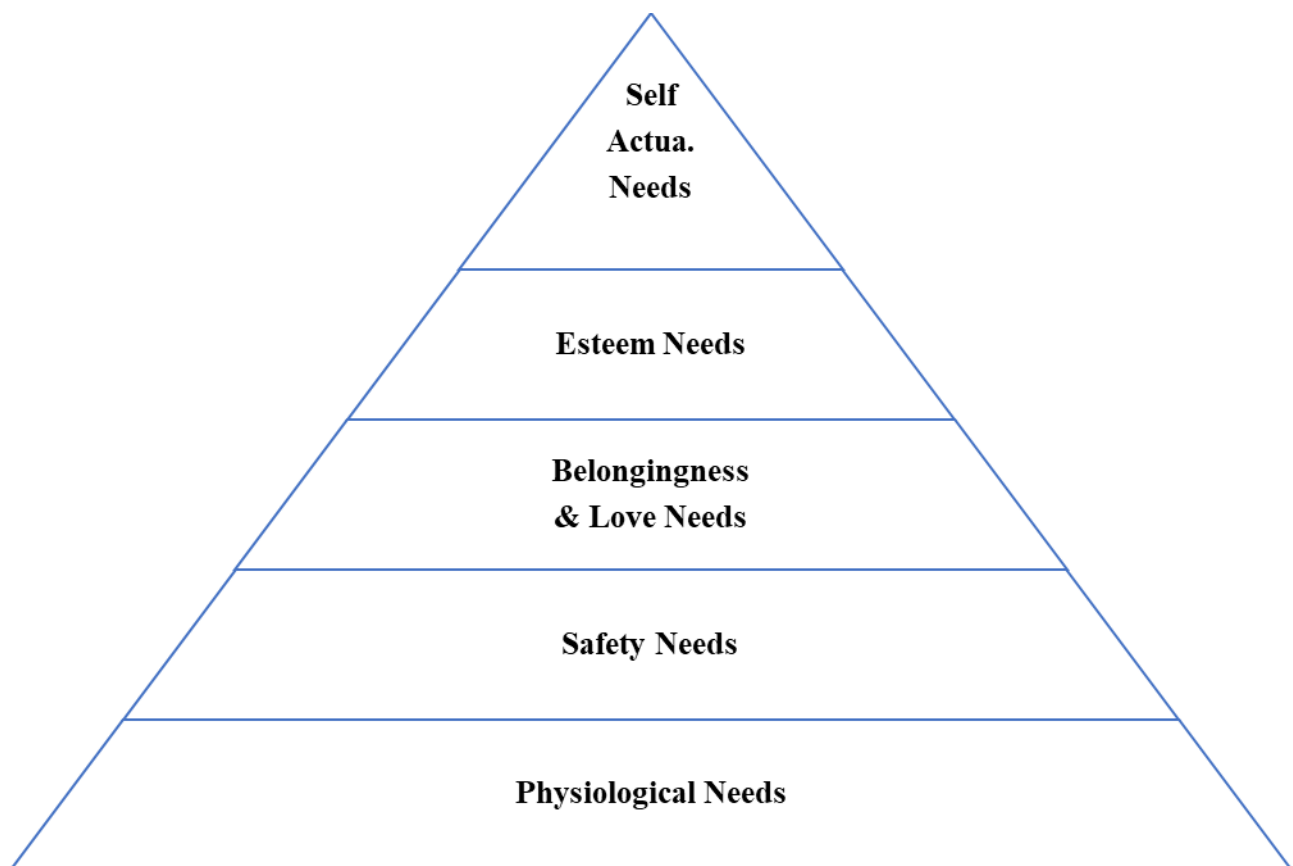 Self
Actua.
Needs
Esteem Needs
Belongingness
& Love Needs
Safety Needs
Physiological Needs